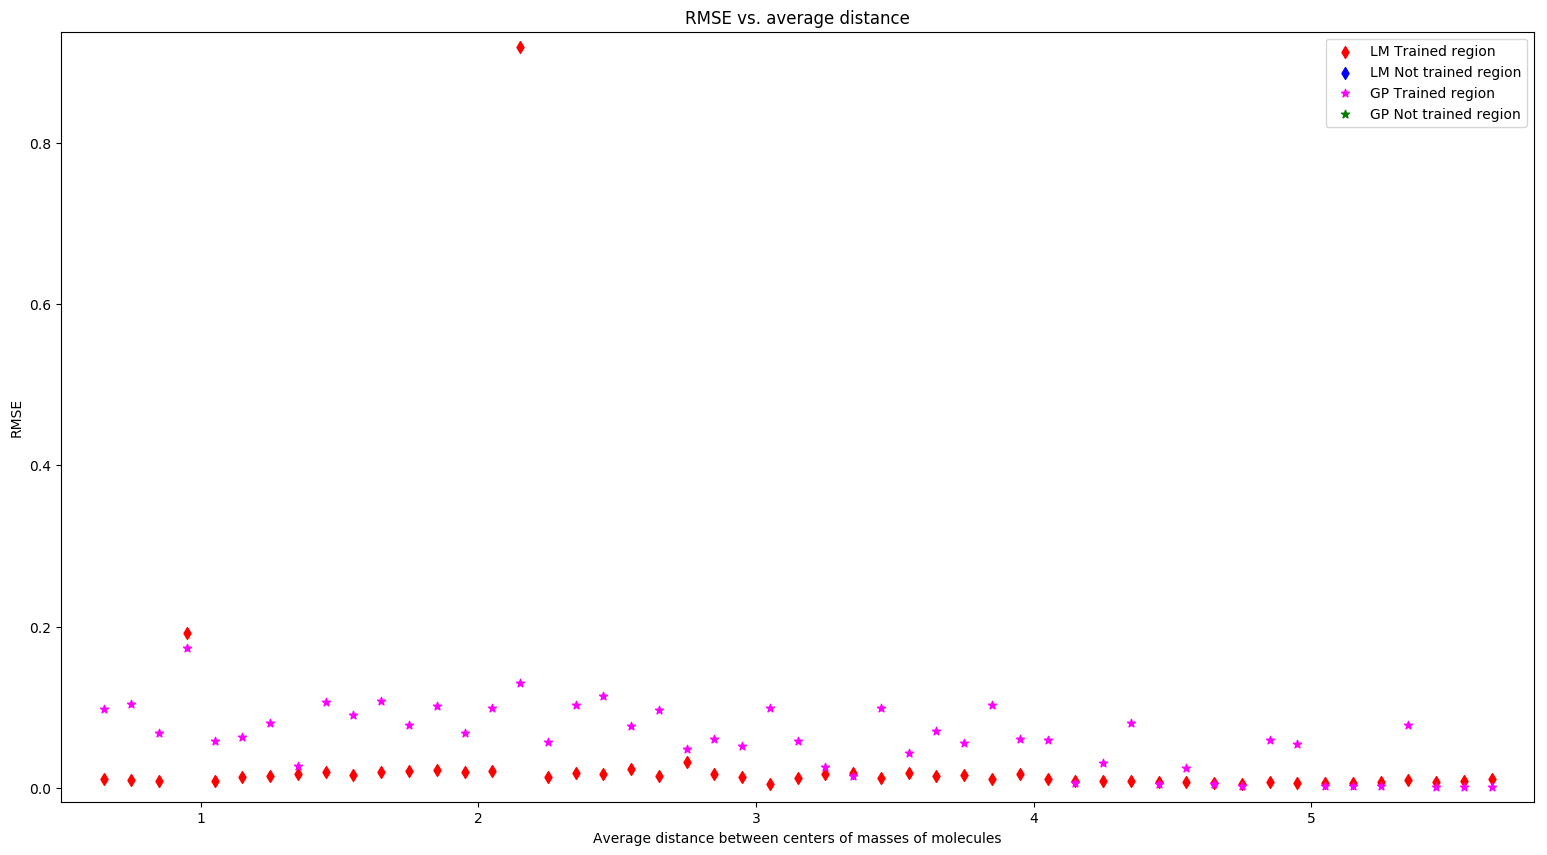 RMSE vs. average distance
LM Trained region
LM Not trained region
GP Trained region
GP Not trained region
0.8
0.6
0.4
0.2
0.0
RMSE
1 2 3 4 5
Average distance between centers of masses of molecules